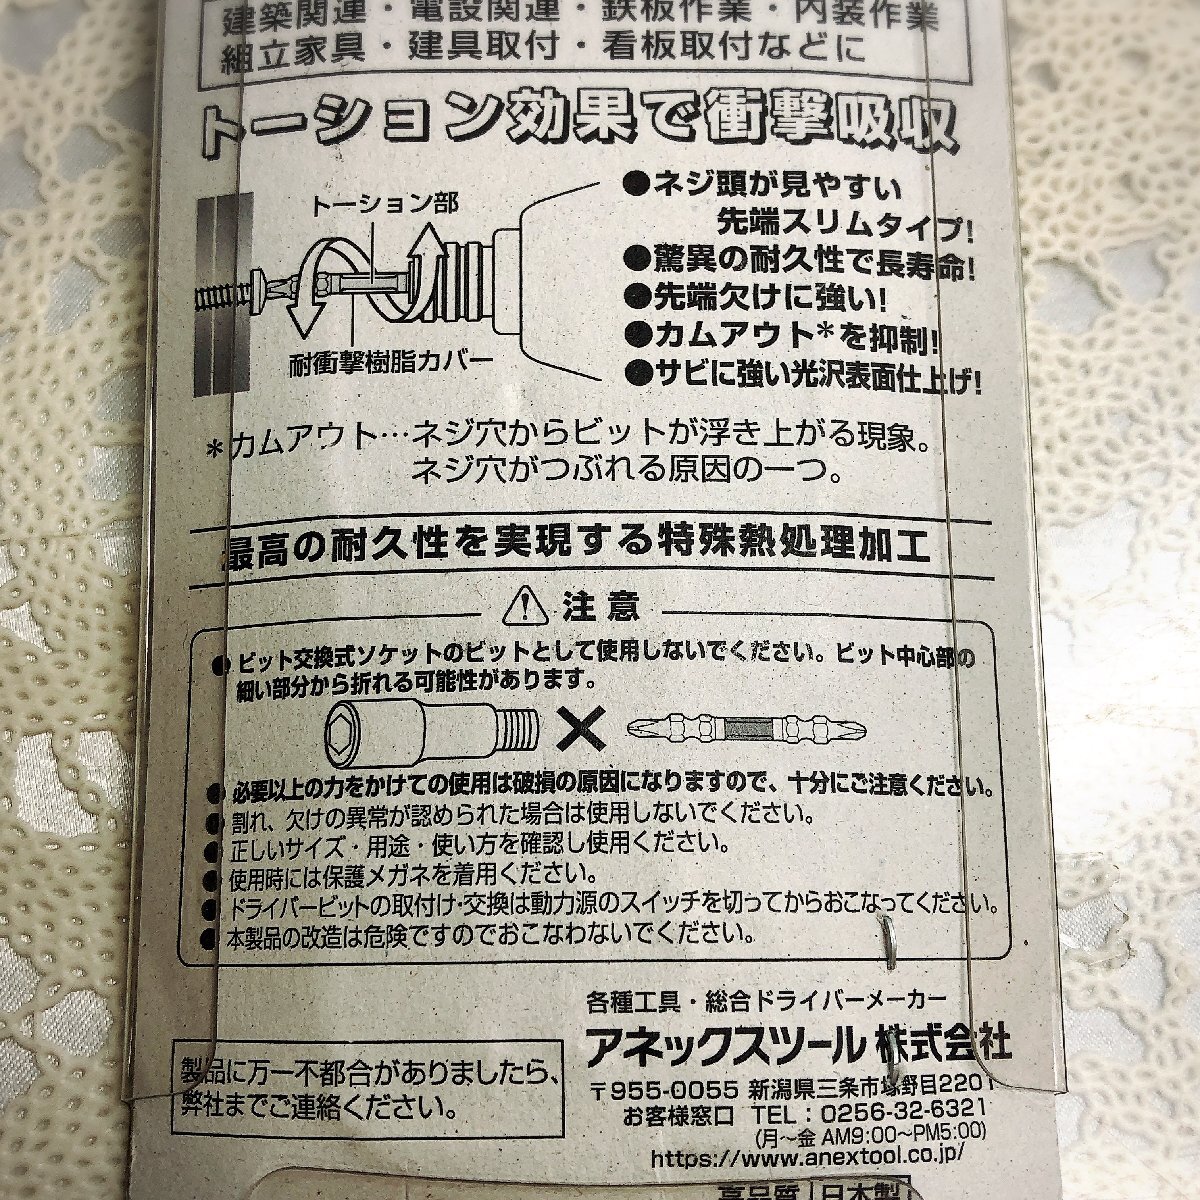 建築関連・電設関連・鉄板作業・内装作業
組立家具・建具取付・看板取付などに
トーション効果で衝撃吸収
トーション部
耐衝撃樹脂カバー
●ネジ頭が見やすい
先端スリムタイプ!
●驚異の耐久性で長寿命!
●先端欠けに強い!
●カムアウト*を抑制!
●サビに強い光沢表面仕上げ!
*カムアウト…ネジ穴からビットが浮き上がる現象。
ネジ穴がつぶれる原因の一つ。
最高の耐久性を実現する特殊熱処理加工
注意
●ビット交換式ソケットのビットとして使用しないでください。ビット中心部の
細い部分から折れる可能性があります。
●必要以上の力をかけての使用は破損の原因になりますので、十分にご注意ください。
●割れ、欠けの異常が認められた場合は使用しないでください。
●正しいサイズ・用途・使い方を確認し使用ください。
●使用時には保護メガネを着用ください。
●ドライバービットの取付け・交換は動力源のスイッチを切ってからおこなってください。
●本製品の改造は危険ですのでおこなわないでください。
製品に万一不都合がありましたら、
弊社までご連絡ください。
各種工具・総合ドライバーメーカー
アネックスツール株式会社
〒955-0055 新潟県三条市塚野目2201
お客様窓口 TEL:0256-32-6321
(月～金 AM9:00～PM5:00)
https://www.anextool.co.jp/
高品質 日本製